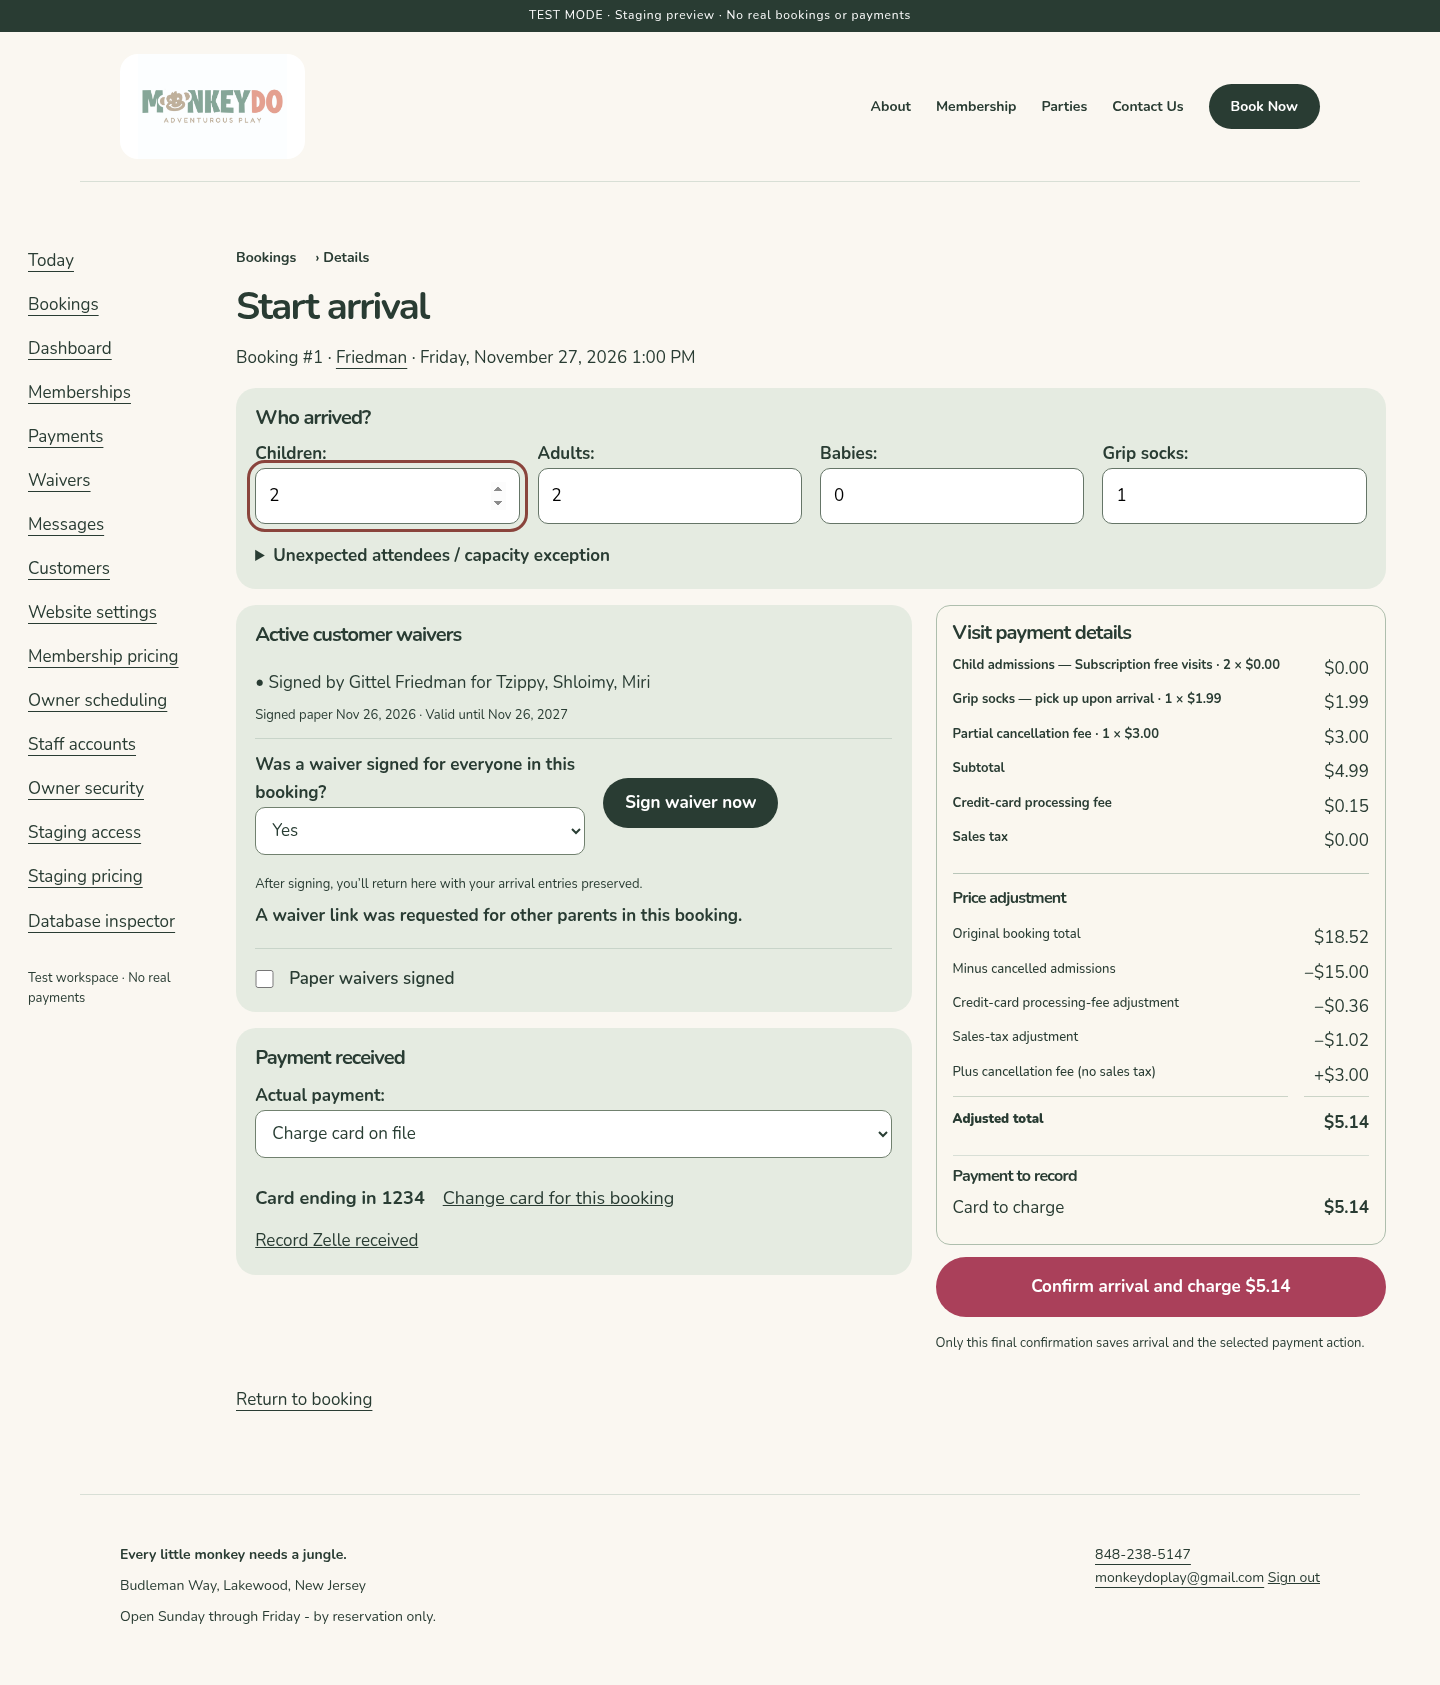 TEST MODE · Staging preview · No real bookings or payments
MONKEYDO
ADVENTUROUS PLAY
About
Membership
Parties
Contact Us
Book Now
Today
Bookings
Dashboard
Memberships
Payments
Waivers
Messages
Customers
Website settings
Membership pricing
Owner scheduling
Staff accounts
Owner security
Staging access
Staging pricing
Database inspector
Test workspace · No real
payments
Bookings › Details
Start arrival
Booking #1 · Friedman · Friday, November 27, 2026 1:00 PM
Who arrived?
Children:
2
Adults:
2
Babies:
0
Grip socks:
1
Unexpected attendees / capacity exception
Active customer waivers
• Signed by Gittel Friedman for Tzippy, Shloimy, Miri
Signed paper Nov 26, 2026 · Valid until Nov 26, 2027
Was a waiver signed for everyone in this
booking?
Yes
Sign waiver now
After signing, you’ll return here with your arrival entries preserved.
A waiver link was requested for other parents in this booking.
Paper waivers signed
Payment received
Actual payment:
Charge card on file
Card ending in 1234 Change card for this booking
Record Zelle received
Visit payment details
Child admissions — Subscription free visits · 2 × $0.00 $0.00
Grip socks — pick up upon arrival · 1 × $1.99 $1.99
Partial cancellation fee · 1 × $3.00 $3.00
Subtotal $4.99
Credit-card processing fee $0.15
Sales tax $0.00
Price adjustment
Original booking total $18.52
Minus cancelled admissions −$15.00
Credit-card processing-fee adjustment −$0.36
Sales-tax adjustment −$1.02
Plus cancellation fee (no sales tax) +$3.00
Adjusted total $5.14
Payment to record
Card to charge $5.14
Confirm arrival and charge $5.14
Only this final confirmation saves arrival and the selected payment action.
Return to booking
Every little monkey needs a jungle.
Budleman Way, Lakewood, New Jersey
Open Sunday through Friday - by reservation only.
848-238-5147
monkeydoplay@gmail.com Sign out